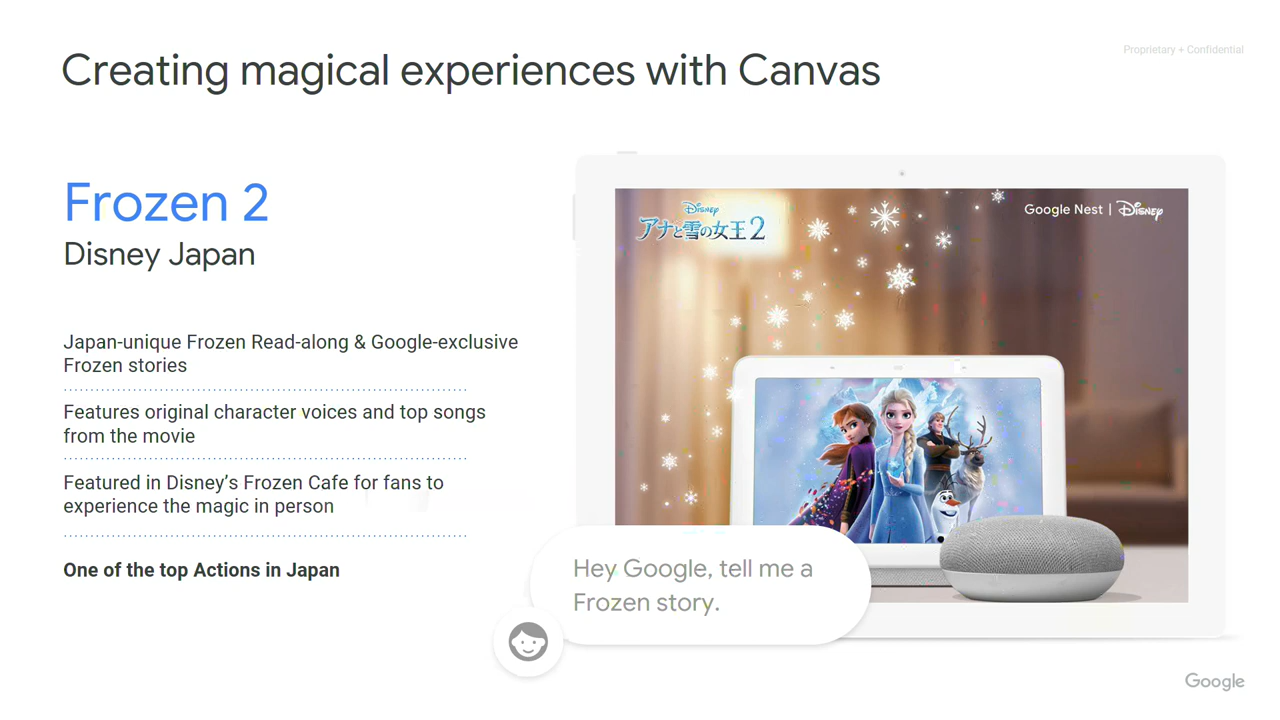 Proprietary + Confidential
Creating magical experiences with Canvas
Frozen 2
Disney Japan
Japan-unique Frozen Read-along & Google-exclusive
Frozen stories
Features original character voices and top songs
from the movie
Featured in Disney’s Frozen Cafe for fans to
experience the magic in person
One of the top Actions in Japan
Disney
アナと雪の女王2
Google Nest | Disney
Hey Google, tell me a
Frozen story.
Google